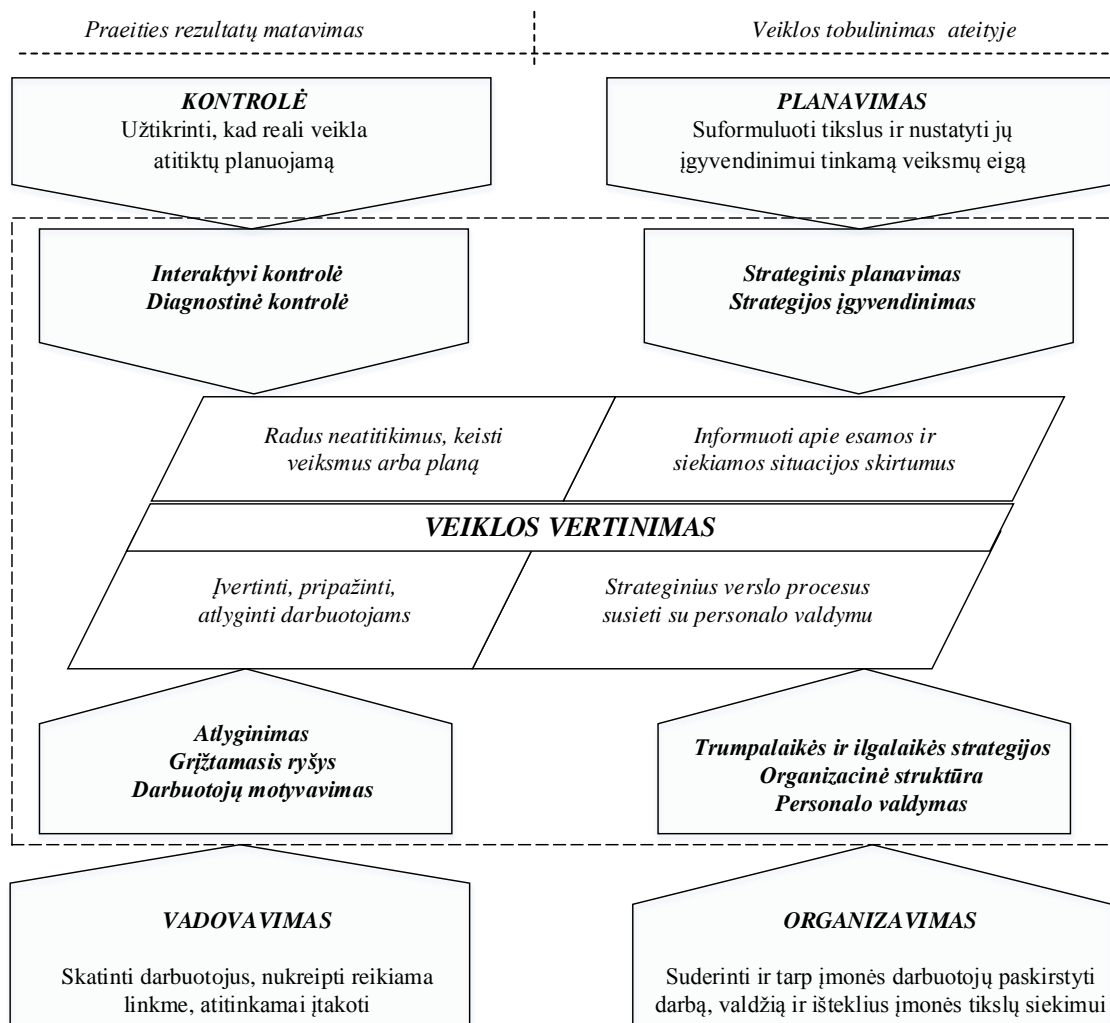 Praeities rezultatų matavimas
Veiklos tobulinimas ateityje
KONTROLĖ
Užtikrinti, kad reali veikla
atitiktų planuojamą
PLANAVIMAS
Suformuluoti tikslus ir nustatyti jų
įgyvendinimui tinkamą veiksmų eigą
Interaktyvi kontrolė
Diagnostinė kontrolė
Strateginis planavimas
Strategijos įgyvendinimas
Radus neatitikimus, keisti
veiksmus arba planą
Informuoti apie esamos ir
siekiamos situacijos skirtumus
VEIKLOS VERTINIMAS
Įvertinti, pripažinti,
atlyginti darbuotojams
Strateginius verslo procesus
susieti su personalo valdymu
Atlyginimas
Grįžtamasis ryšys
Darbuotojų motyvavimas
Trumpalaikės ir ilgalaikės strategijos
Organizacinė struktūra
Personalo valdymas
VADOVAVIMAS
Skatinti darbuotojus, nukreipti reikiama
linkme, atitinkamai įtakoti
ORGANIZAVIMAS
Suderinti ir tarp įmonės darbuotojų paskirstyti
darbą, valdžią ir išteklius įmonės tikslų siekimui